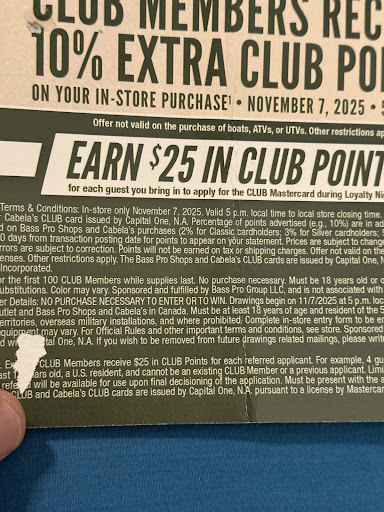 CLUB MEMBERS REC
10% EXTRA CLUB POI
ON YOUR IN-STORE PURCHASE¹ • NOVEMBER 7, 2025 •
Offer not valid on the purchase of boats, ATVs, or UTVs. Other restrictions ap
EARN $25 IN CLUB POINT
for each guest you bring in to apply for the CLUB Mastercard during Loyalty Nig
Terms & Conditions: In-store only November 7, 2025. Valid 5 p.m. local time to local store closing time.
Cabela's CLUB card issued by Capital One, N.A. Percentage of points advertised (e.g., 10%) are in ad
d on Bass Pro Shops and Cabela's purchases (2% for Classic cardholders; 3% for Silver cardholders;
0 days from transaction posting date for points to appear on your statement. Prices are subject to change
rrors are subject to correction. Points will not be earned on tax or shipping charges. Offer not valid on the
enses. Other restrictions apply. The Bass Pro Shops and Cabela's CLUB cards are issued by Capital One, N
Incorporated.
or the first 100 CLUB Members while supplies last. No purchase necessary. Must be 18 years old or o
ubstitutions. Color may vary. Sponsored and fulfilled by Bass Pro Group LLC, and is not associated with
er Details: NO PURCHASE NECESSARY TO ENTER OR TO WIN. Drawings begin on 11/7/2025 at 5 p.m. loc
utlet and Bass Pro Shops and Cabela's in Canada. Must be at least 18 years of age and resident of the 5
erritories, overseas military installations, and where prohibited. Complete in-store entry form to be en
quipment may vary. For Official Rules and other important terms and conditions, see store. Sponsored
d w ital One, N.A. If you wish to be removed from future drawings related mailings, please write
. E CLUB Members receive $25 in CLUB Points for each referred applicant. For example, 4 gu
ast 1 years old, a U.S. resident, and cannot be an existing CLUB Member or a previous applicant. Limi
refer will be available for use upon final decisioning of the application. Must be present with the a
CLUB and Cabela's CLUB cards are issued by Capital One, N.A. pursuant to a license by Mastercar